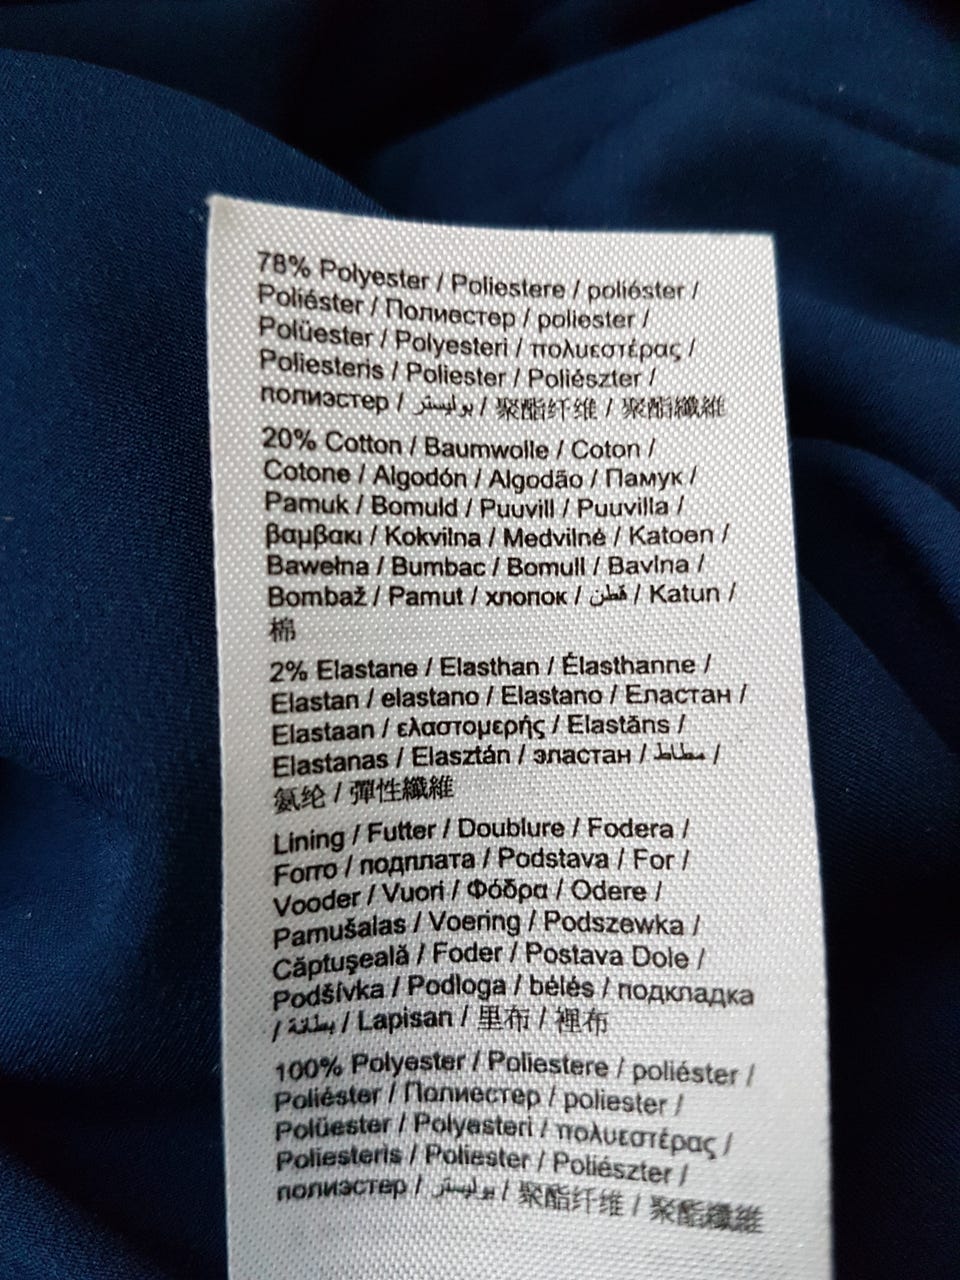 78% Polyester / Poliestere / poliéster /
Poliéster / Полиестер / poliester /
Polüester / Polyesteri / πολυεστέρας /
Poliesteris / Poliester / Poliészter /
полиэстер / بوليستر / 聚酯纤维 / 聚酯纖維
20% Cotton / Baumwolle / Coton /
Cotone / Algodón / Algodão / Памук /
Pamuk / Bomuld / Puuvill / Puuvilla /
βαμβακι / Kokvilna / Medvilné / Katoen /
Bawełna / Bumbac / Bomull / Bavlna /
Bombaž / Pamut / хлопок / قطن / Katun /
棉
2% Elastane / Elasthan / Élasthanne /
Elastan / elastano / Elastano / Еластан /
Elastaan / ελαστομερής / Elastāns /
Elastanas / Elasztán / эластан / مطاط /
氨纶 / 彈性纖維
Lining / Futter / Doublure / Fodera /
Forro / подплата / Podstava / For /
Vooder / Vuori / Φόδρα / Odere /
Pamušalas / Voering / Podszewka /
Căptuşeală / Foder / Postava Dole /
Podšívka / Podloga / bélés / подкладка
/ بطانة / Lapisan / 里布 / 裡布
100% Polyester / Poliestere / poliéster /
Poliéster / Полиестер / poliester /
Polüester / Polyesteri / πολυεστέρας /
Poliesteris / Poliester / Poliészter /
полиэстер / بوليستر / 聚酯纤维 / 聚酯纖維